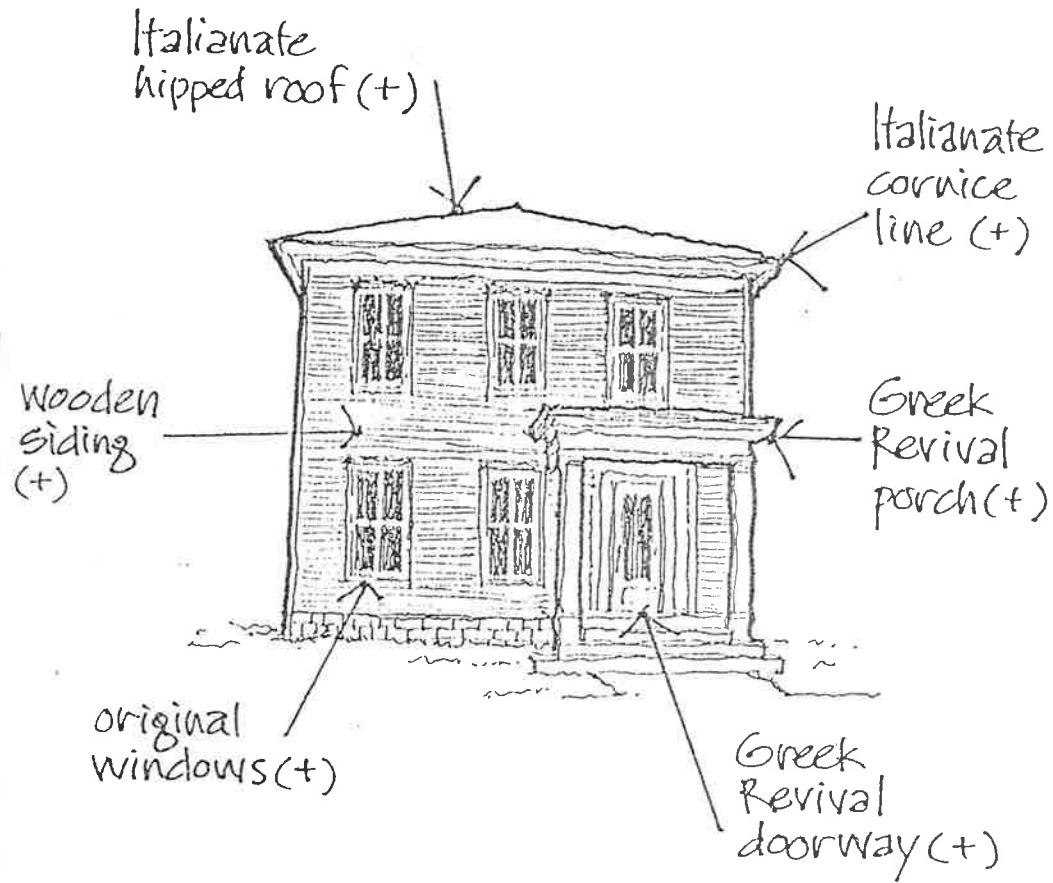 Italianate
hipped roof (+)
Italianate
cornice
line (+)
wooden
siding
(+)
Greek
Revival
porch (+)
original
windows (+)
Greek
Revival
doorway (+)